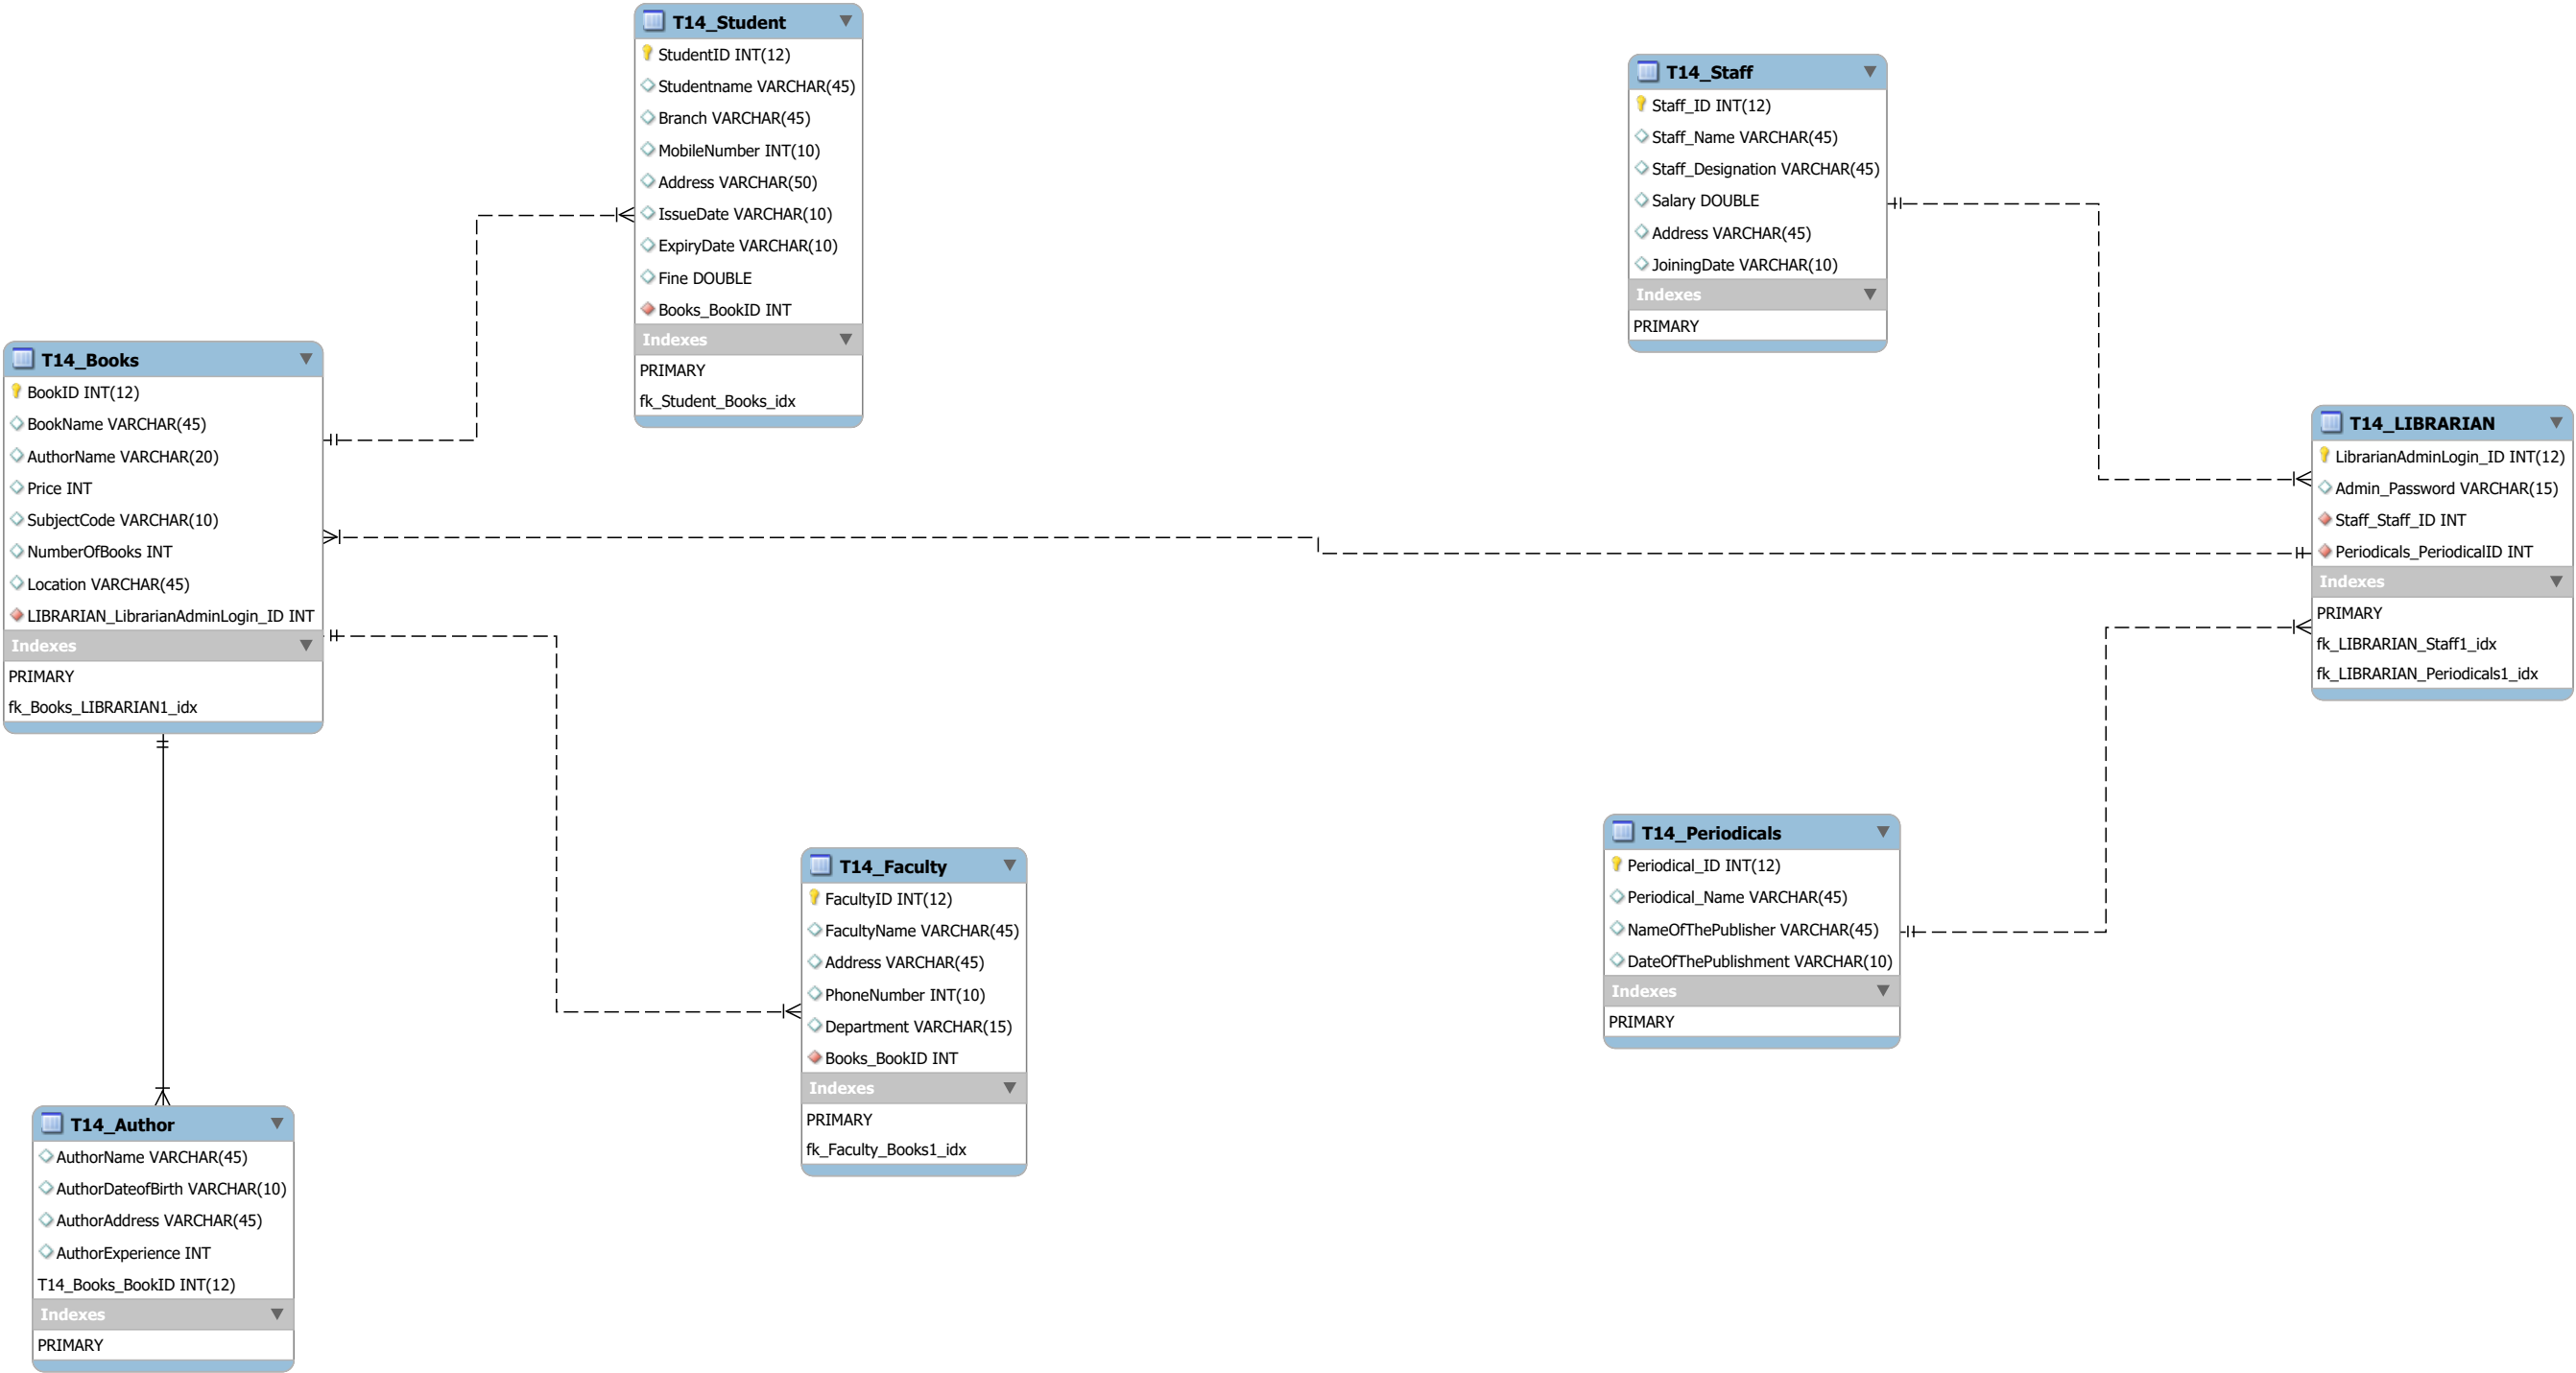 T14_Student
StudentID INT(12)
Studentname VARCHAR(45)
Branch VARCHAR(45)
MobileNumber INT(10)
Address VARCHAR(50)
IssueDate VARCHAR(10)
ExpiryDate VARCHAR(10)
Fine DOUBLE
Books_BookID INT
Indexes
PRIMARY
fk_Student_Books_idx
T14_Staff
Staff_ID INT(12)
Staff_Name VARCHAR(45)
Staff_Designation VARCHAR(45)
Salary DOUBLE
Address VARCHAR(45)
JoiningDate VARCHAR(10)
Indexes
PRIMARY
T14_Books
BookID INT(12)
BookName VARCHAR(45)
AuthorName VARCHAR(20)
Price INT
SubjectCode VARCHAR(10)
NumberOfBooks INT
Location VARCHAR(45)
LIBRARIAN_LibrarianAdminLogin_ID INT
Indexes
PRIMARY
fk_Books_LIBRARIAN1_idx
T14_LIBRARIAN
LibrarianAdminLogin_ID INT(12)
Admin_Password VARCHAR(15)
Staff_Staff_ID INT
Periodicals_PeriodicalID INT
Indexes
PRIMARY
fk_LIBRARIAN_Staff1_idx
fk_LIBRARIAN_Periodicals1_idx
T14_Faculty
FacultyID INT(12)
FacultyName VARCHAR(45)
Address VARCHAR(45)
PhoneNumber INT(10)
Department VARCHAR(15)
Books_BookID INT
Indexes
PRIMARY
fk_Faculty_Books1_idx
T14_Periodicals
Periodical_ID INT(12)
Periodical_Name VARCHAR(45)
NameOfThePublisher VARCHAR(45)
DateOfThePublishment VARCHAR(10)
Indexes
PRIMARY
T14_Author
AuthorName VARCHAR(45)
AuthorDateofBirth VARCHAR(10)
AuthorAddress VARCHAR(45)
AuthorExperience INT
T14_Books_BookID INT(12)
Indexes
PRIMARY